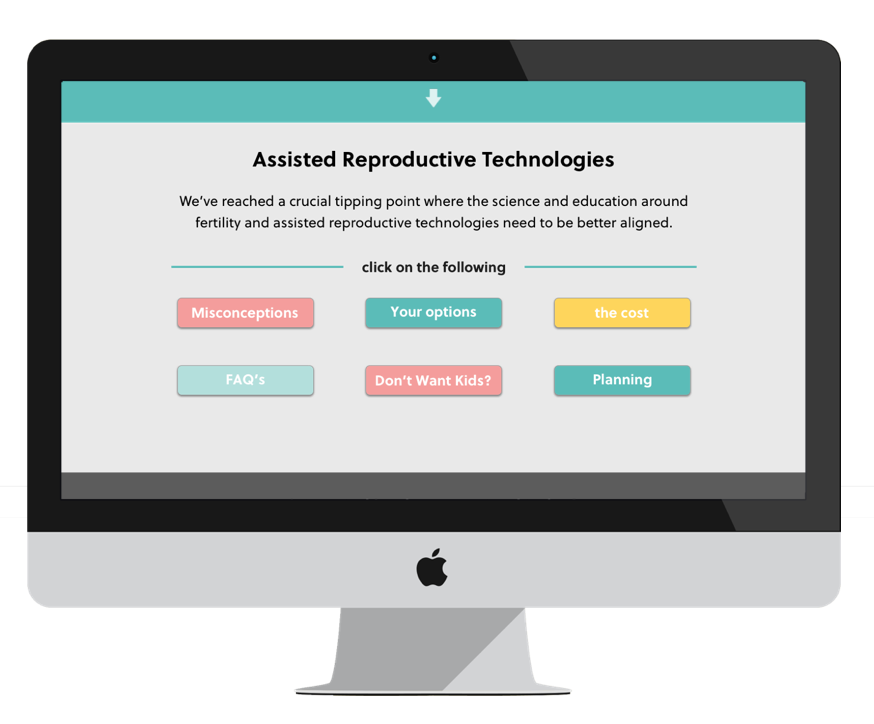 Assisted Reproductive Technologies
We've reached a crucial tipping point where the science and education around
fertility and assisted reproductive technologies need to be better aligned.
click on the following
Misconceptions
Your options
the cost
FAQ's
Don't Want Kids?
Planning